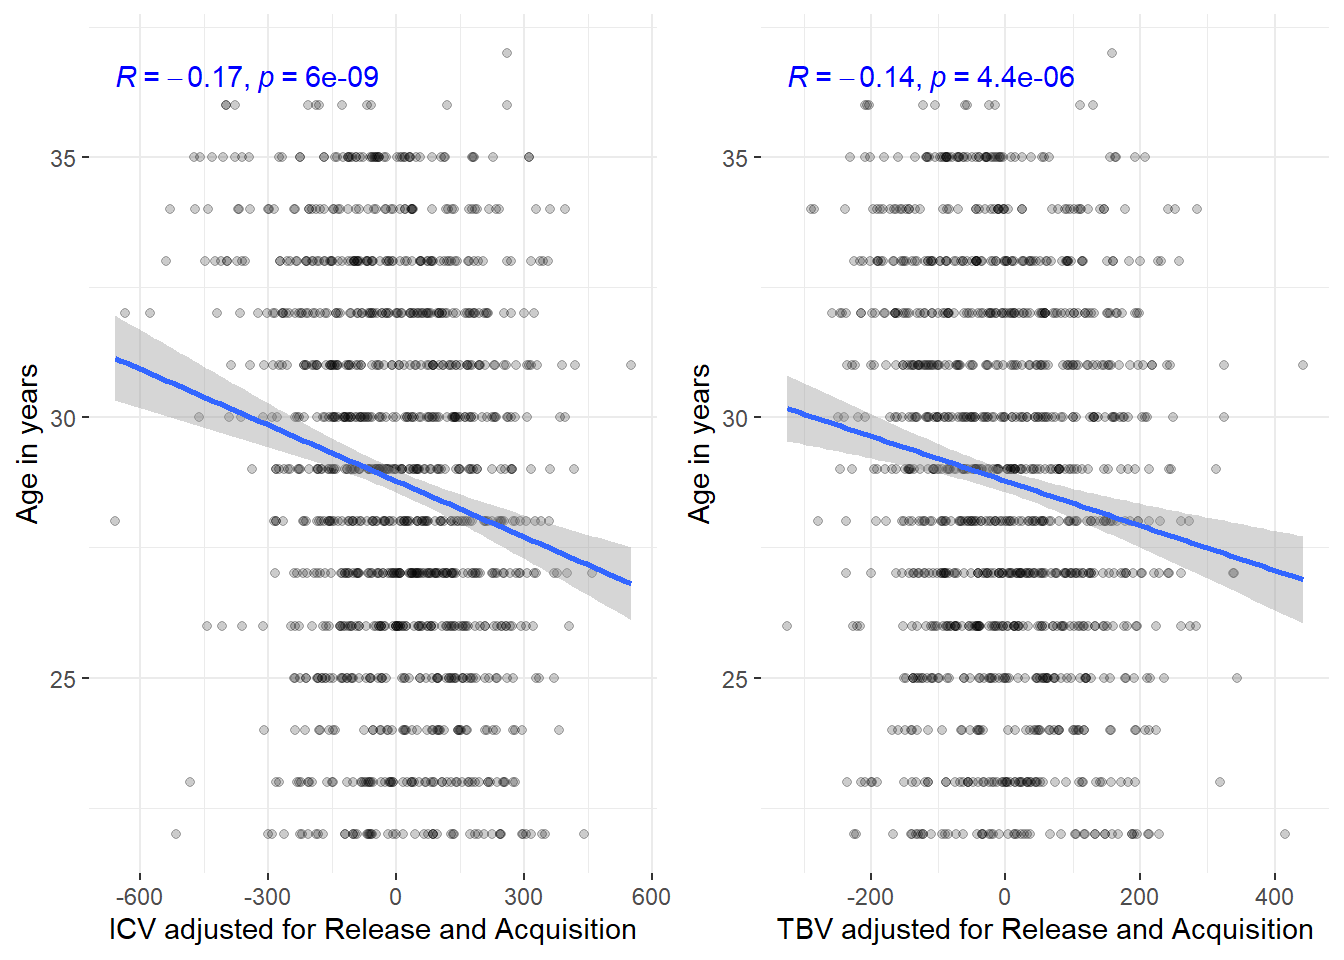 R = −0.17, p = 6e-09
R = −0.14, p = 4.4e-06
Age in years
35
30
25
-600 -300 0 300 600
ICV adjusted for Release and Acquisition
Age in years
35
30
25
-200 0 200 400
TBV adjusted for Release and Acquisition